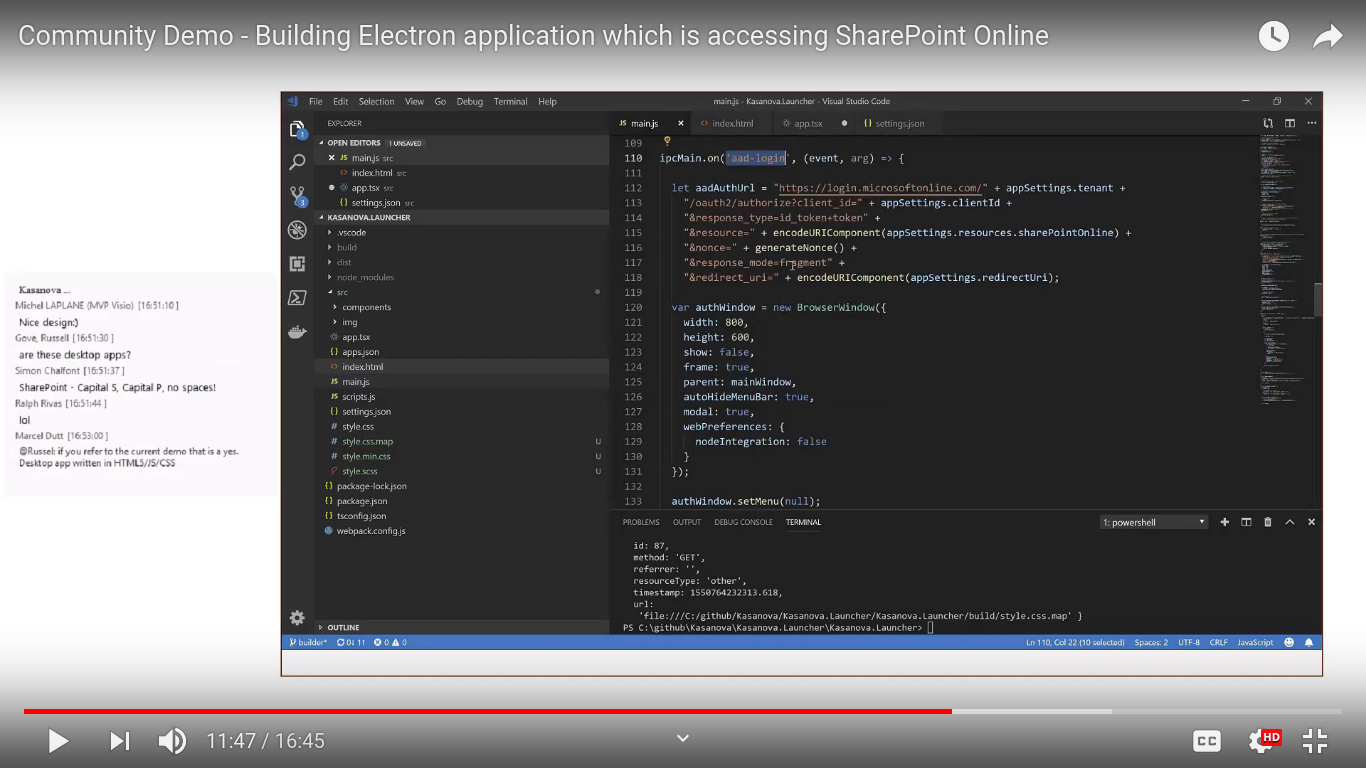 Community Demo - Building Electron application which is accessing SharePoint Online
Kasanova ...
Michel LAPLANE (MVP Visio) [16:51:10]
Nice design:)
Gove, Russell [16:51:30]
are these desktop apps?
Simon Chalfont [16:51:37]
SharePoint - Capital S, Capital P, no spaces!
Ralph Rivas [16:51:44]
lol
Marcel Dutt [16:53:00]
@Russel: if you refer to the current demo that is a yes.
Desktop app written in HTML5/JS/CSS
File Edit Selection View Go Debug Terminal Help
main.js - Kasanova.Launcher - Visual Studio Code
EXPLORER
OPEN EDITORS 1 UNSAVED
JS main.js src
<> index.html src
app.tsx src
{} settings.json src
KASANOVA.LAUNCHER
.vscode
build
dist
node_modules
src
components
img
app.tsx
{} apps.json
<> index.html
JS main.js
JS scripts.js
{} settings.json
# style.css
# style.css.map U
# style.min.css U
style.scss U
{} package-lock.json
{} package.json
{} tsconfig.json
webpack.config.js
OUTLINE
1
3
JS main.js
<> index.html
app.tsx
{} settings.json
109
110 ipcMain.on('aad-login', (event, arg) => {
111
112 let aadAuthUrl = "https://login.microsoftonline.com/" + appSettings.tenant +
113 "/oauth2/authorize?client_id=" + appSettings.clientId +
114 "&response_type=id_token+token" +
115 "&resource=" + encodeURIComponent(appSettings.resources.sharePointOnline) +
116 "&nonce=" + generateNonce() +
117 "&response_mode=fragment" +
118 "&redirect_uri=" + encodeURIComponent(appSettings.redirectUri);
119
120 var authWindow = new BrowserWindow({
121 width: 800,
122 height: 600,
123 show: false,
124 frame: true,
125 parent: mainWindow,
126 autoHideMenuBar: true,
127 modal: true,
128 webPreferences: {
129 nodeIntegration: false
130 }
131 });
132
133 authWindow.setMenu(null);
PROBLEMS OUTPUT DEBUG CONSOLE TERMINAL
1: powershell
id: 87,
method: 'GET',
referrer: '',
resourceType: 'other',
timestamp: 1550764232313.618,
url:
'file:///C:/github/Kasanova/Kasanova.Launcher/Kasanova.Launcher/build/style.css.map' }
PS C:\github\Kasanova\Kasanova.Launcher\Kasanova.Launcher>
builder* 0↓ 11 0 0
Ln 110, Col 22 (10 selected) Spaces: 2 UTF-8 CRLF JavaScript
11:47 / 16:45
CC
HD